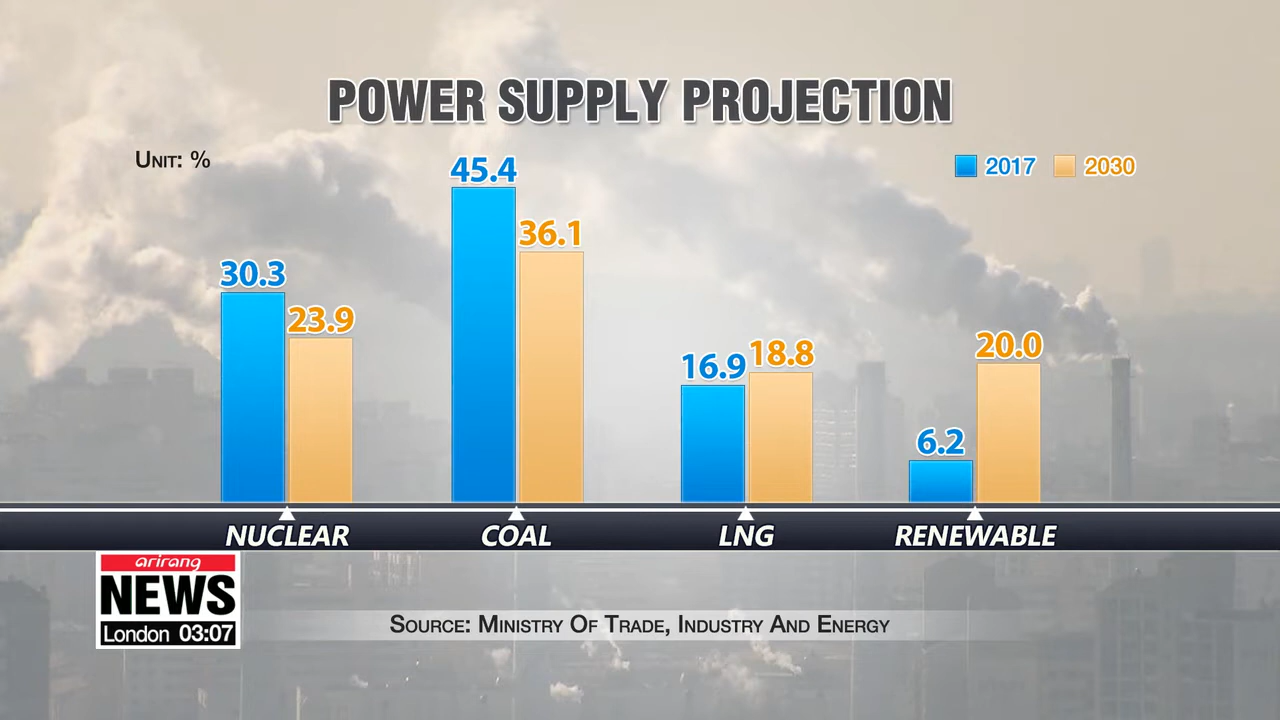 POWER SUPPLY PROJECTION
UNIT: %
2017 2030
45.4
36.1
30.3
23.9
16.9 18.8
20.0
6.2
NUCLEAR COAL LNG RENEWABLE
arirang
NEWS
London 03:07
SOURCE: MINISTRY OF TRADE, INDUSTRY AND ENERGY